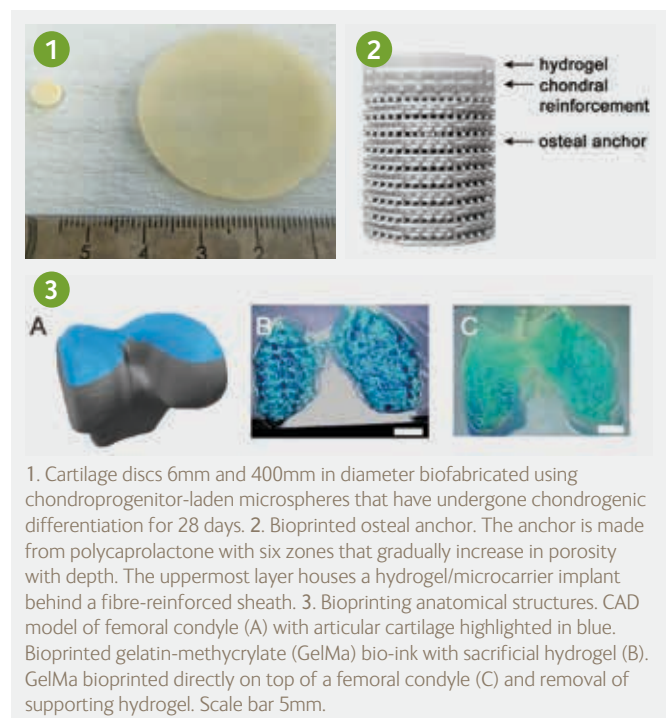 1
2
hydrogel
chondral
reinforcement
osteal anchor
5 4 3 2
3
A
B
C
1. Cartilage discs 6mm and 400mm in diameter biofabricated using
chondroprogenitor-laden microspheres that have undergone chondrogenic
differentiation for 28 days. 2. Bioprinted osteal anchor. The anchor is made
from polycaprolactone with six zones that gradually increase in porosity
with depth. The uppermost layer houses a hydrogel/microcarrier implant
behind a fibre-reinforced sheath. 3. Bioprinting anatomical structures. CAD
model of femoral condyle (A) with articular cartilage highlighted in blue.
Bioprinted gelatin-methycrylate (GelMa) bio-ink with sacrificial hydrogel (B).
GelMa bioprinted directly on top of a femoral condyle (C) and removal of
supporting hydrogel. Scale bar 5mm.